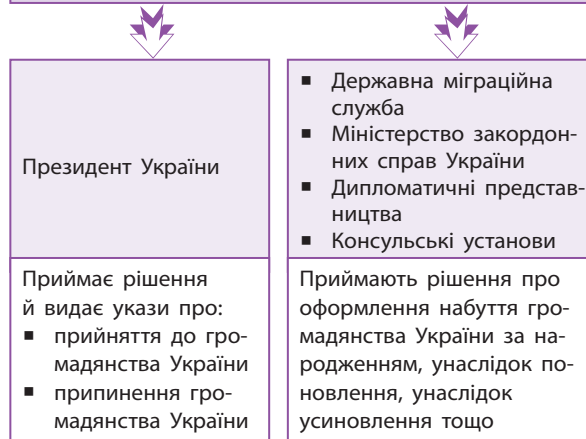 Президент України
▪ Державна міграційна
служба
▪ Міністерство закордон-
них справ України
▪ Дипломатичні представ-
ництва
▪ Консульські установи
Приймає рішення
й видає укази про:
▪ прийняття до гро-
мадянства України
▪ припинення гро-
мадянства України
Приймають рішення про
оформлення набуття гро-
мадянства України за на-
родженням, унаслідок по-
новлення, унаслідок
усиновлення тощо